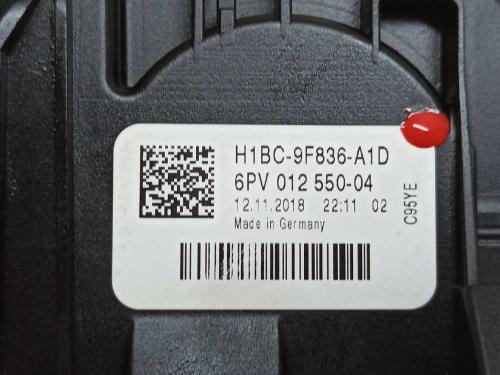 H1BC-9F836-A1D
6PV 012 550-04
12.11.2018 22:11 02
Made in Germany
C95YE